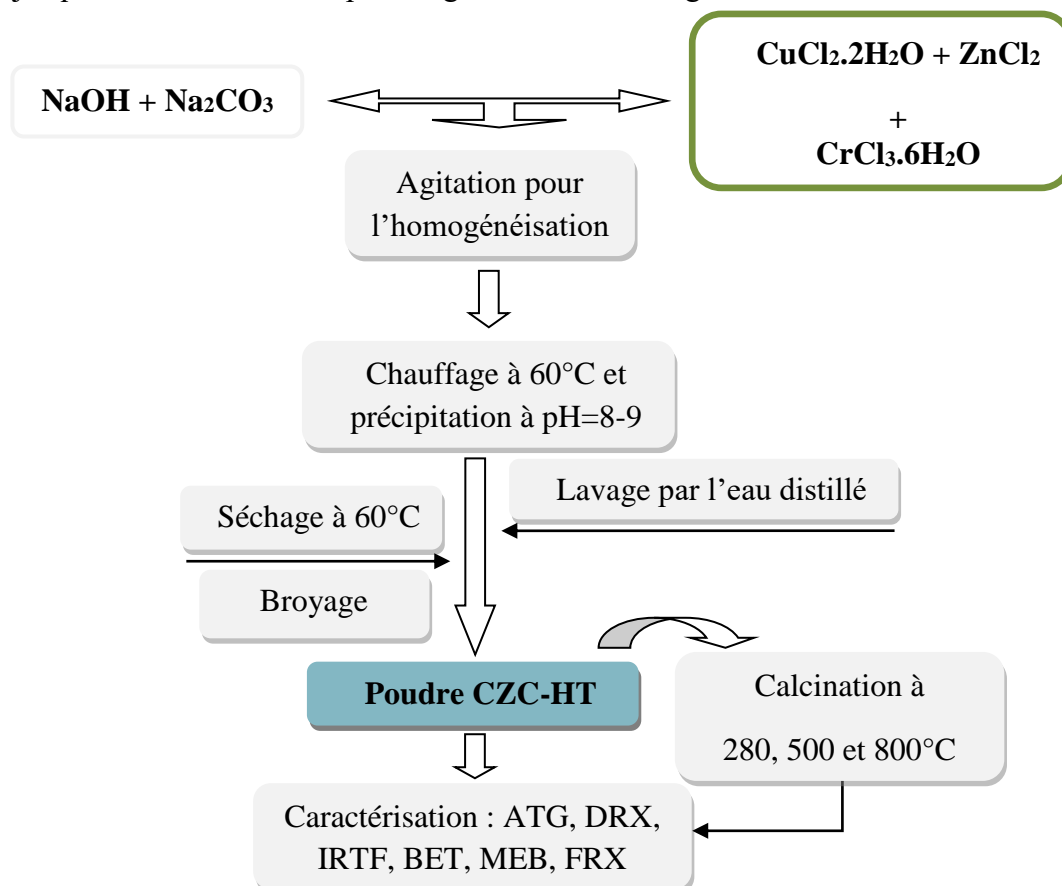 NaOH + Na₂CO₃
CuCl₂.2H₂O + ZnCl₂
+
CrCl₃.6H₂O
Agitation pour
l’homogénéisation
Chauffage à 60°C et
précipitation à pH=8-9
Lavage par l’eau distillé
Séchage à 60°C
Broyage
Poudre CZC-HT
Calcination à
280, 500 et 800°C
Caractérisation : ATG, DRX,
IRTF, BET, MEB, FRX